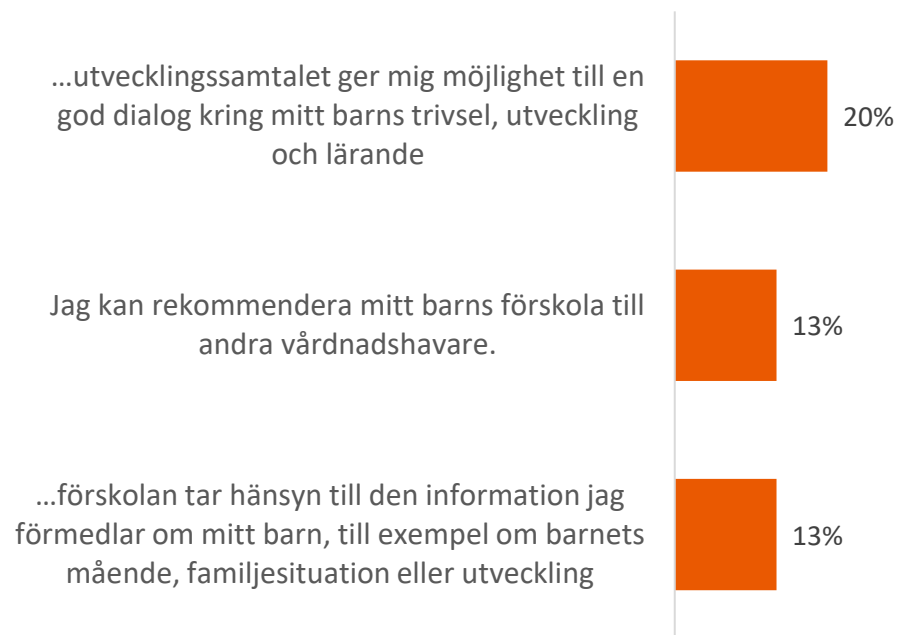 …utvecklingssamtalet ger mig möjlighet till en
god dialog kring mitt barns trivsel, utveckling
och lärande
20%
Jag kan rekommendera mitt barns förskola till
andra vårdnadshavare.
13%
…förskolan tar hänsyn till den information jag
förmedlar om mitt barn, till exempel om barnets
mående, familjesituation eller utveckling
13%